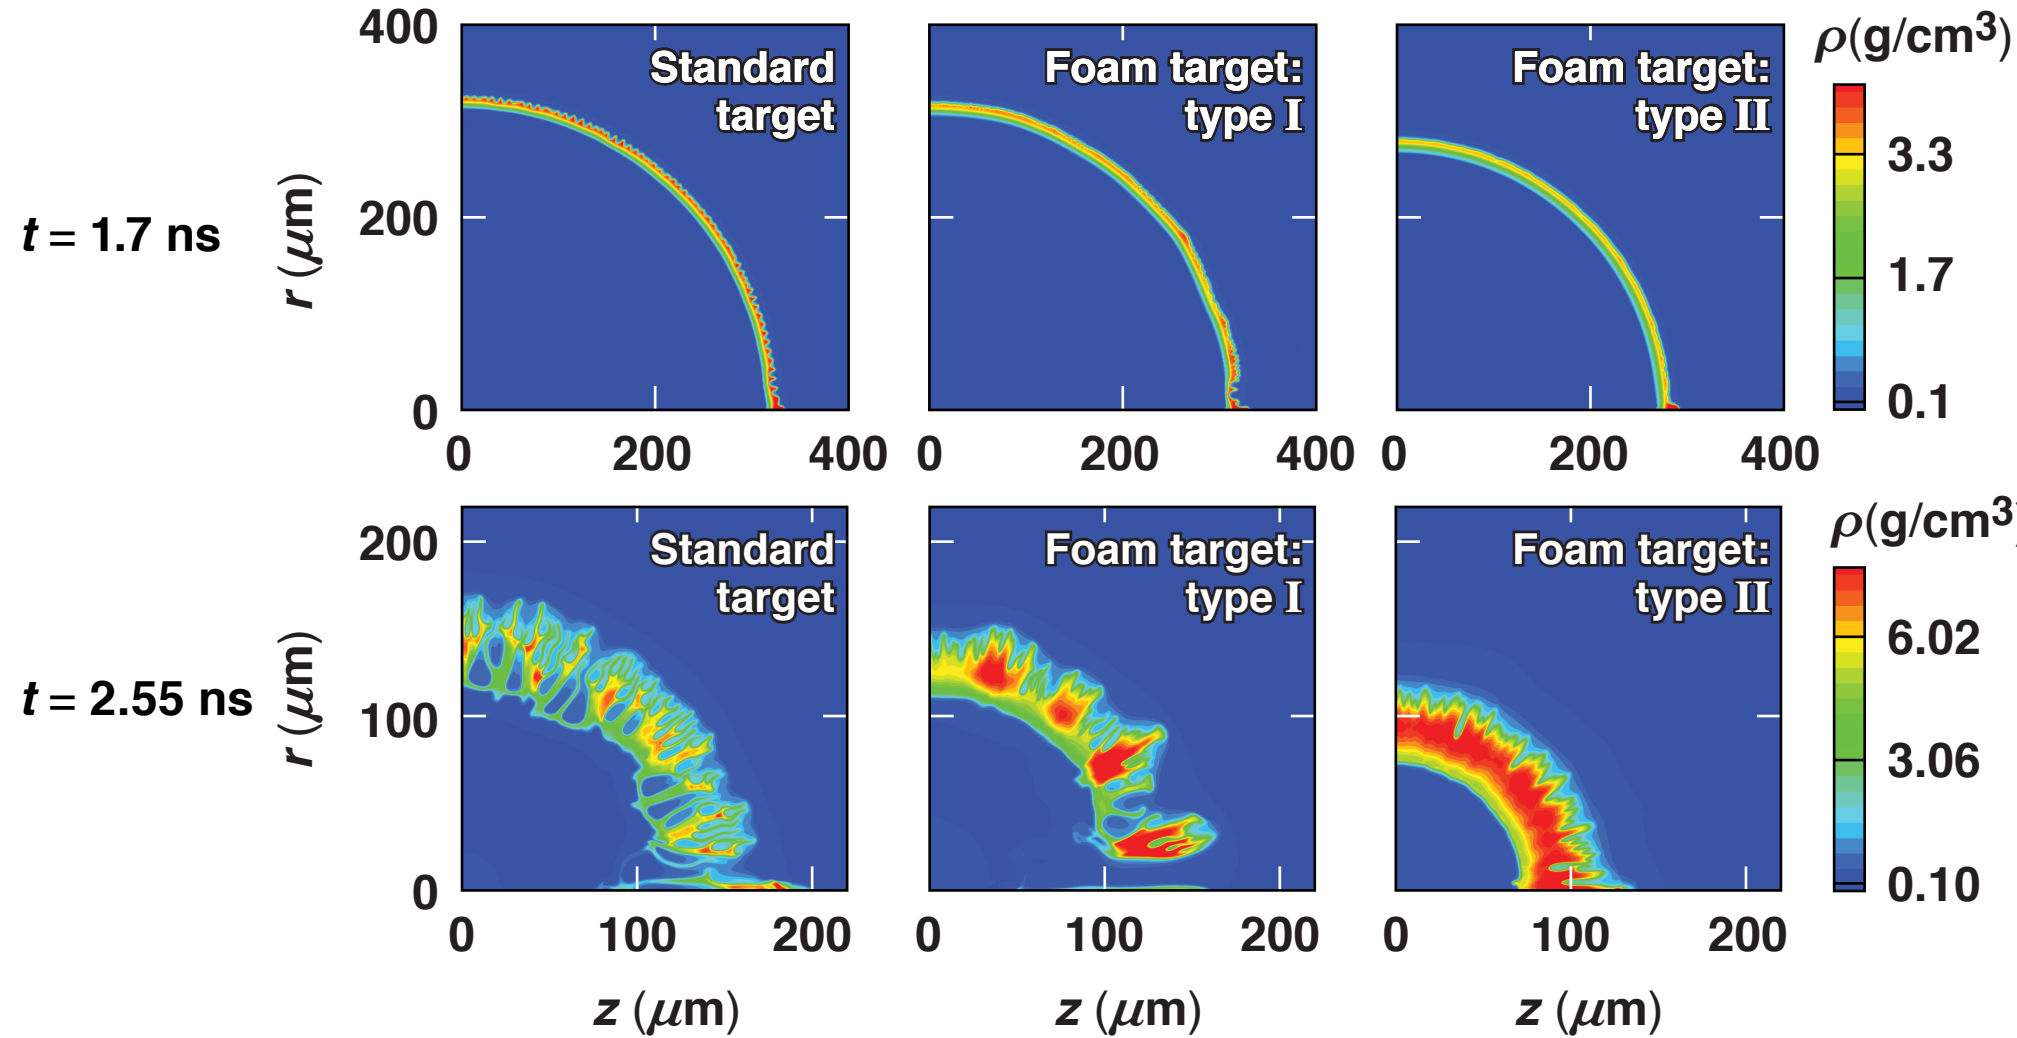 400 Standard target Foam target: type I Foam target: type II ρ(g/cm³)
3.3
t = 1.7 ns r (μm) 200
1.7
0 0.1
0 200 400 0 200 400 0 200 400
200 Standard target Foam target: type I Foam target: type II ρ(g/cm³)
6.02
t = 2.55 ns r (μm) 100
3.06
0 0.10
0 100 200 0 100 200 0 100 200
z (μm) z (μm) z (μm)